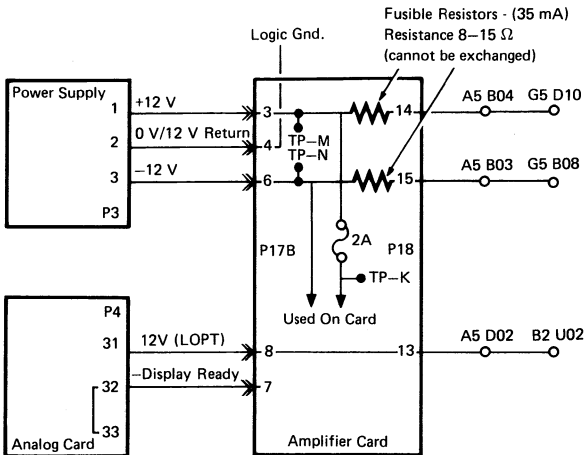 Fusible Resistors - (35 mA)
Resistance 8–15 Ω
(cannot be exchanged)
Logic Gnd.
Power Supply
1
+12 V
3
14
A5 B04
G5 D10
2
0 V/12 V Return
4
TP–M
TP–N
3
–12 V
6
15
A5 B03
G5 B08
P3
P17B
2A
P18
TP–K
Used On Card
P4
31
12V (LOPT)
8
13
A5 D02
B2 U02
32
–Display Ready
7
33
Analog Card
Amplifier Card